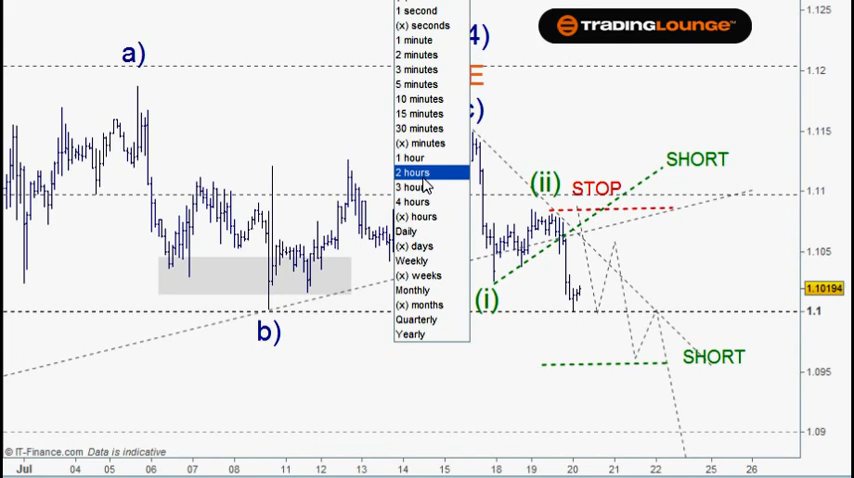 1 second
(x) seconds
1 minute
2 minutes
3 minutes
5 minutes
10 minutes
15 minutes
30 minutes
(x) minutes
1 hour
2 hours
3 hours
4 hours
(x) hours
Daily
(x) days
Weekly
(x) weeks
Monthly
(x) months
Quarterly
Yearly
TRADINGLOUNGE™
a)
b)
4)
E
c)
(i)
(ii)
STOP
SHORT
SHORT
1.125
1.12
1.115
1.11
1.105
1.10194
1.1
1.095
1.09
© IT-Finance.com Data is indicative
Jul 04 05 06 07 08 11 12 13 14 15 18 19 20 21 22 25 26